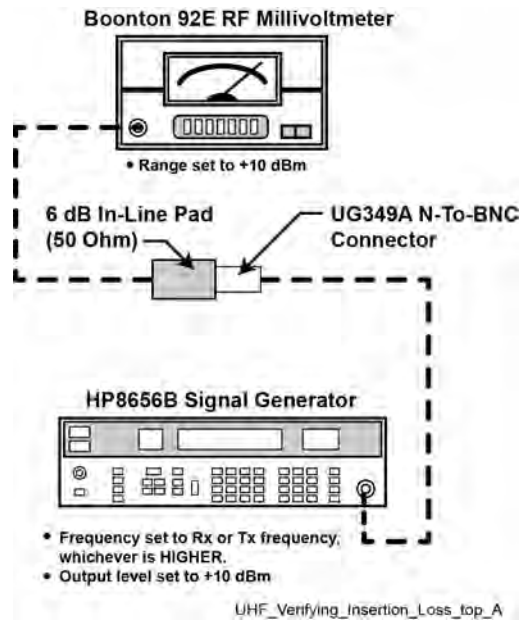 Boonton 92E RF Millivoltmeter
• Range set to +10 dBm
6 dB In-Line Pad
(50 Ohm)
UG349A N-To-BNC
Connector
HP8656B Signal Generator
• Frequency set to Rx or Tx frequency,
whichever is HIGHER.
• Output level set to +10 dBm
UHF_Verifying_Insertion_Loss_top_A